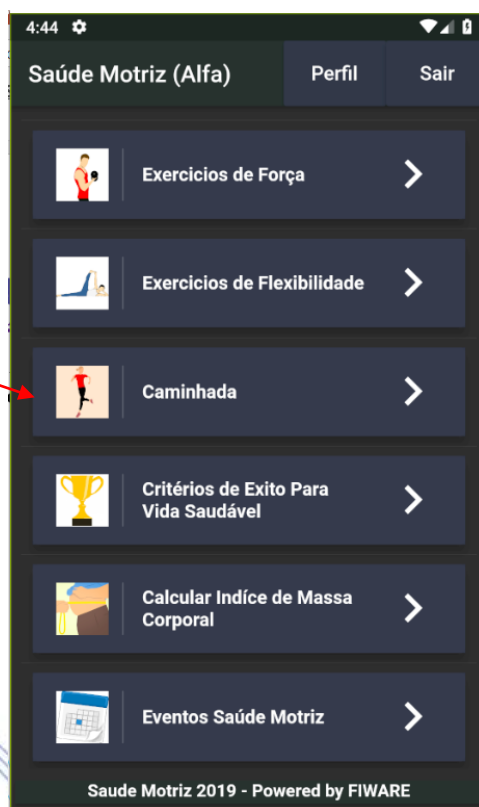 4:44
Saúde Motriz (Alfa) Perfil Sair
Exercicios de Força
Exercicios de Flexibilidade
Caminhada
Critérios de Exito Para
Vida Saudável
Calcular Indíce de Massa
Corporal
Eventos Saúde Motriz
Saude Motriz 2019 - Powered by FIWARE